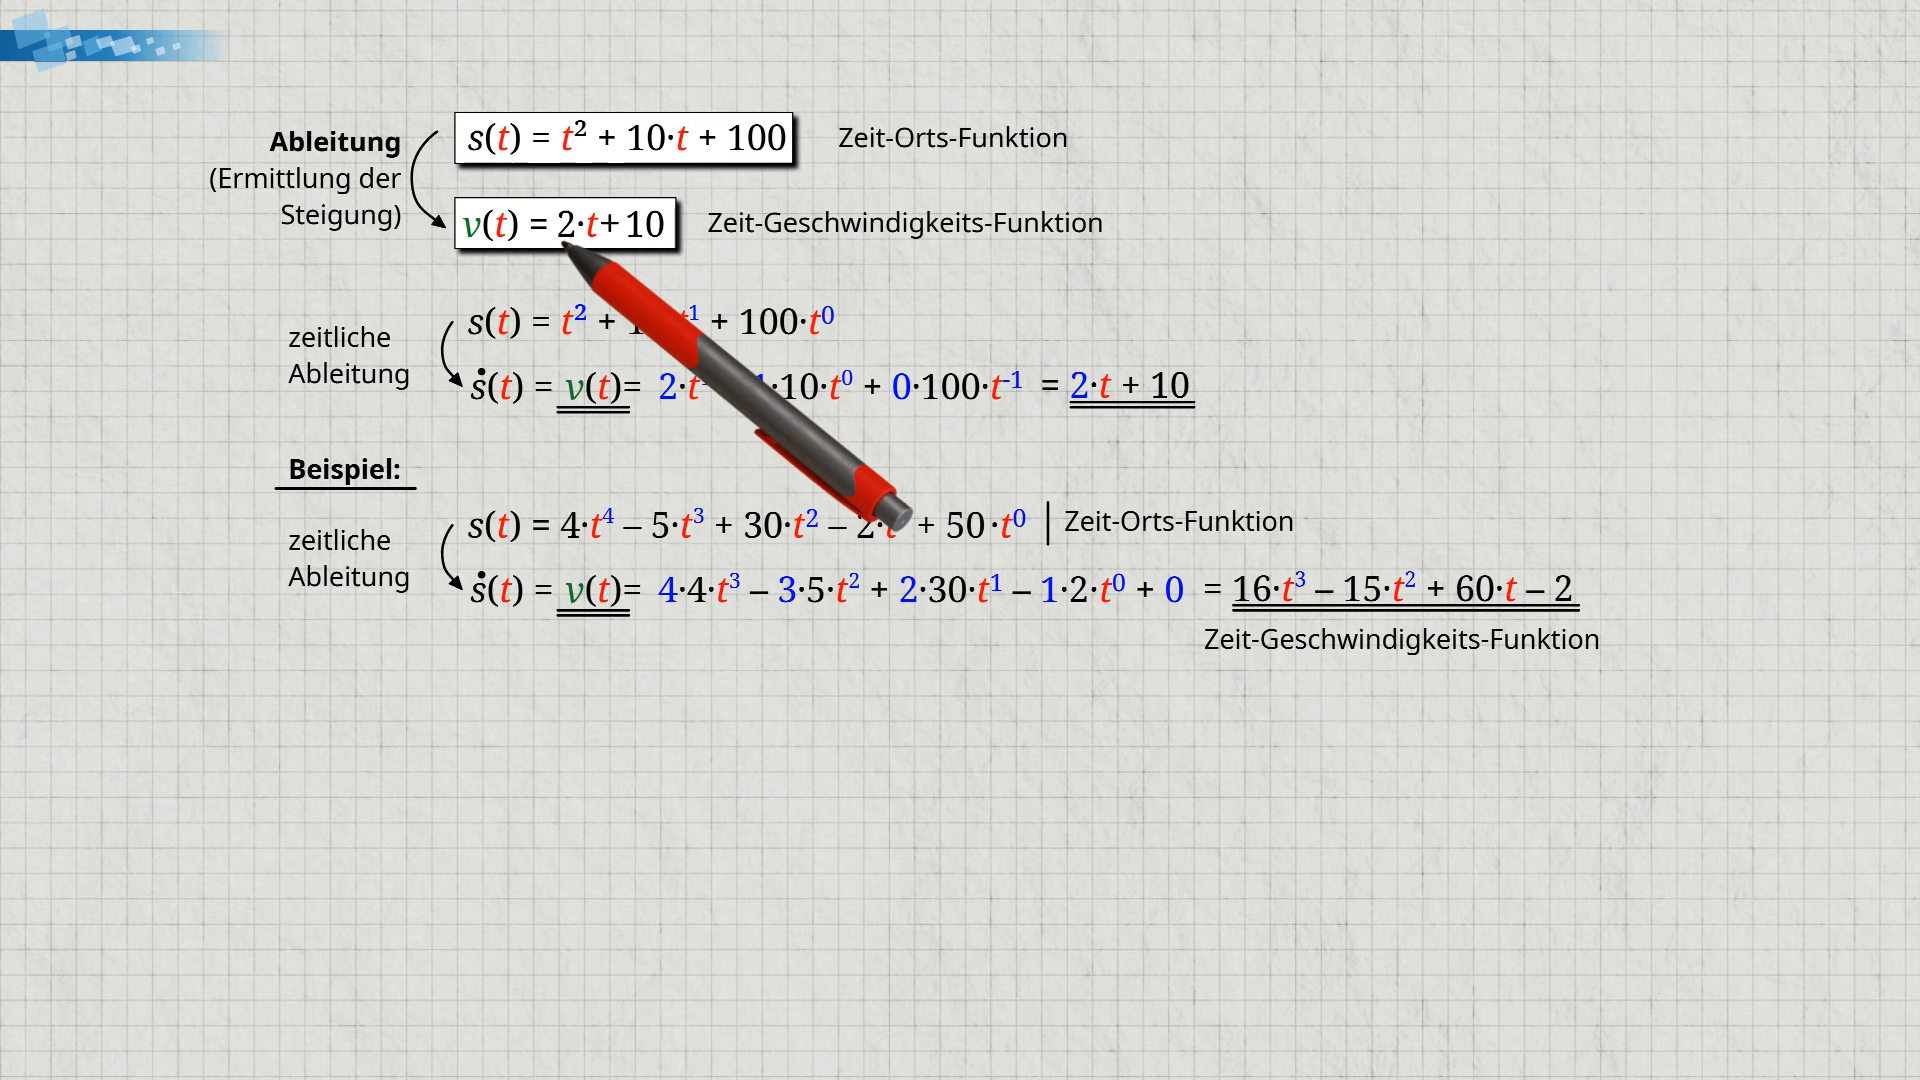 Ableitung
(Ermittlung der
Steigung)
s(t) = t² + 10·t + 100
Zeit-Orts-Funktion
v(t) = 2·t+ 10
Zeit-Geschwindigkeits-Funktion
zeitliche
Ableitung
s(t) = t² + t¹ + 100·t⁰
ṡ(t) = v(t)= 2·t ·10·t⁰ + 0·100·t⁻¹ = 2·t + 10
Beispiel:
zeitliche
Ableitung
s(t) = 4·t⁴ – 5·t³ + 30·t² – 2·t + 50·t⁰ | Zeit-Orts-Funktion
ṡ(t) = v(t)= 4·4·t³ – 3·5·t² + 2·30·t¹ – 1·2·t⁰ + 0 = 16·t³ – 15·t² + 60·t – 2
Zeit-Geschwindigkeits-Funktion